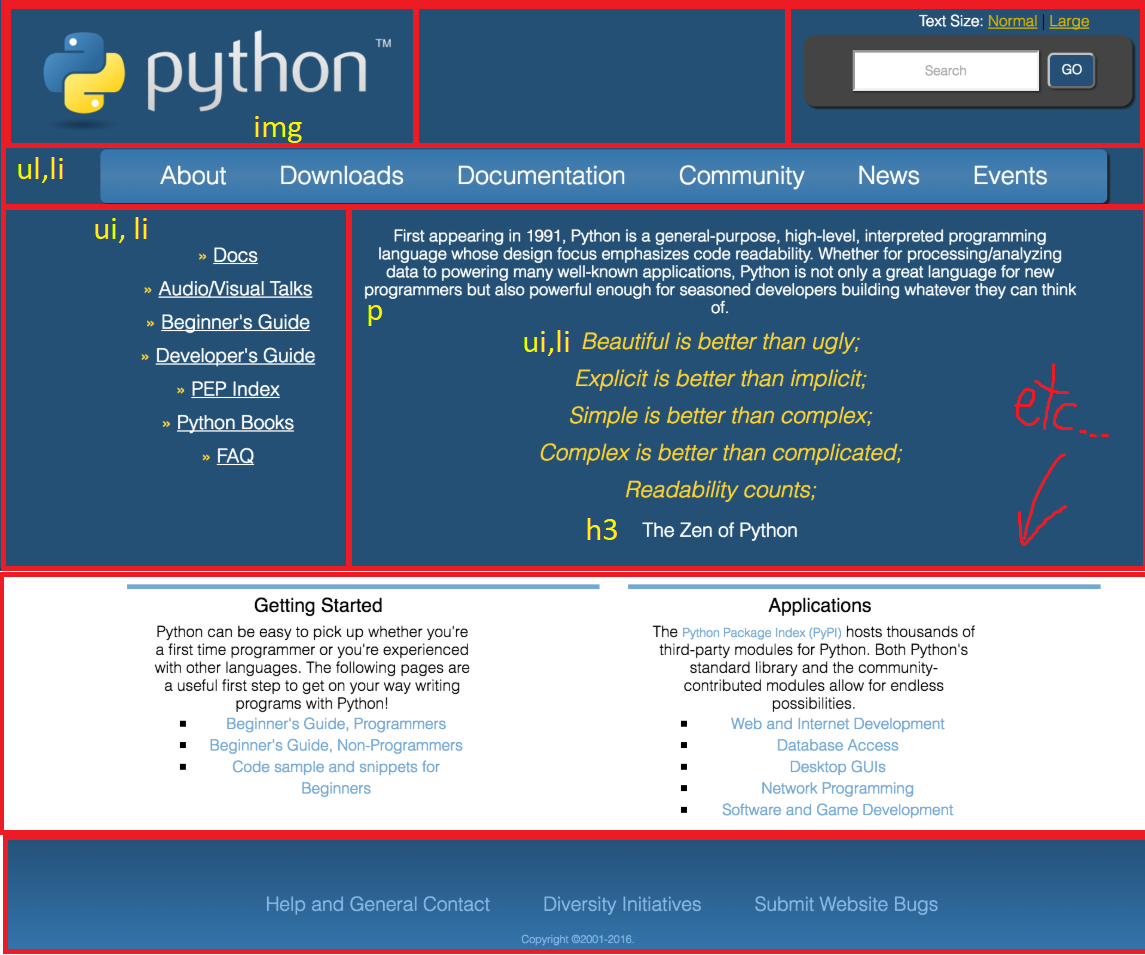 Text Size: Normal | Large
python™
Search
GO
img
ul,li
About Downloads Documentation Community News Events
ui, li
» Docs
» Audio/Visual Talks
» Beginner's Guide
» Developer's Guide
» PEP Index
» Python Books
» FAQ
First appearing in 1991, Python is a general-purpose, high-level, interpreted programming
language whose design focus emphasizes code readability. Whether for processing/analyzing
data to powering many well-known applications, Python is not only a great language for new
programmers but also powerful enough for seasoned developers building whatever they can think
of.
p
ui,li
Beautiful is better than ugly;
Explicit is better than implicit;
Simple is better than complex;
Complex is better than complicated;
Readability counts;
h3
The Zen of Python
etc...
Getting Started
Python can be easy to pick up whether you're
a first time programmer or you're experienced
with other languages. The following pages are
a useful first step to get on your way writing
programs with Python!
Beginner's Guide, Programmers
Beginner's Guide, Non-Programmers
Code sample and snippets for
Beginners
Applications
The Python Package Index (PyPI) hosts thousands of
third-party modules for Python. Both Python's
standard library and the community-
contributed modules allow for endless
possibilities.
Web and Internet Development
Database Access
Desktop GUIs
Network Programming
Software and Game Development
Help and General Contact Diversity Initiatives Submit Website Bugs
Copyright ©2001-2016.